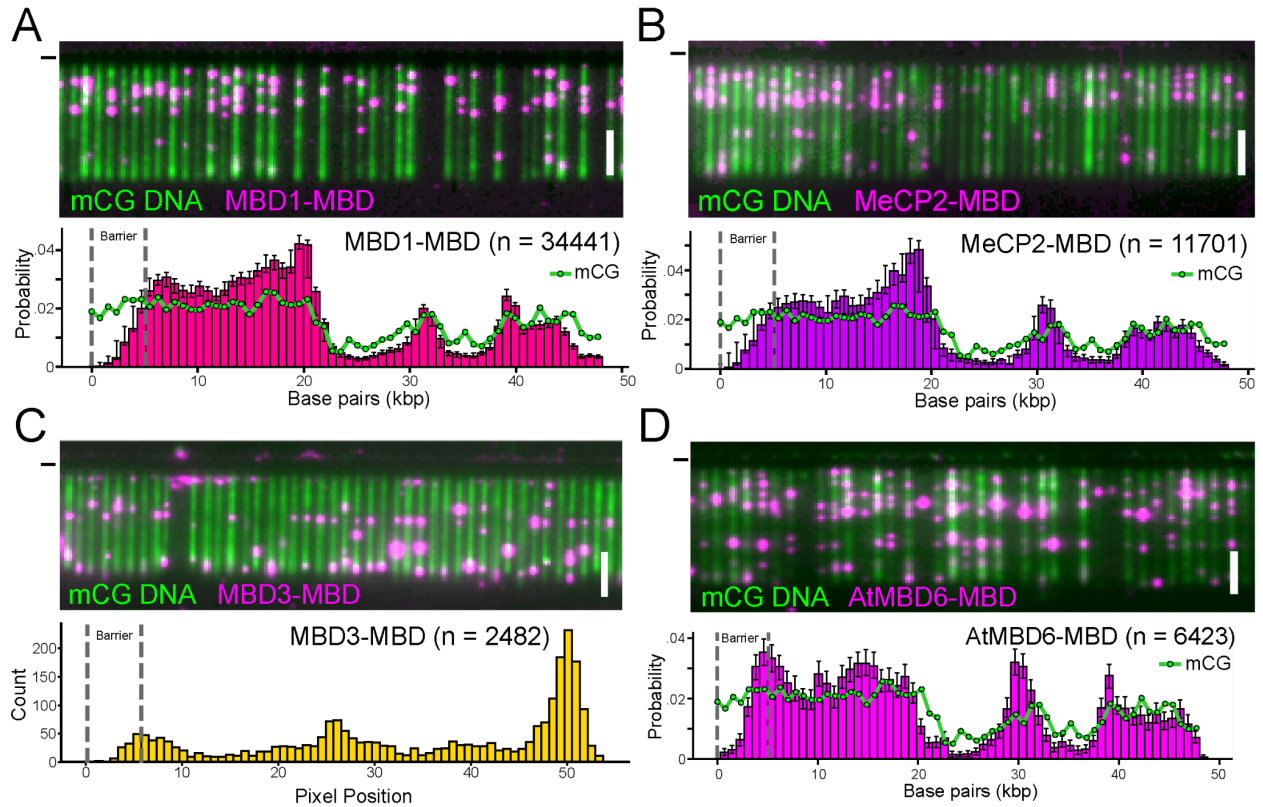 A
mCG DNA MBD1-MBD
Barrier
MBD1-MBD (n = 34441)
mCG
Probability
.04
.02
0
0 10 20 30 40 50
Base pairs (kbp)
B
mCG DNA MeCP2-MBD
Barrier
MeCP2-MBD (n = 11701)
mCG
Probability
.04
.02
0
0 10 20 30 40 50
Base pairs (kbp)
C
mCG DNA MBD3-MBD
Barrier
MBD3-MBD (n = 2482)
Count
200
150
100
50
0
0 10 20 30 40 50
Pixel Position
D
mCG DNA AtMBD6-MBD
Barrier
AtMBD6-MBD (n = 6423)
mCG
Probability
.04
.02
0
0 10 20 30 40 50
Base pairs (kbp)